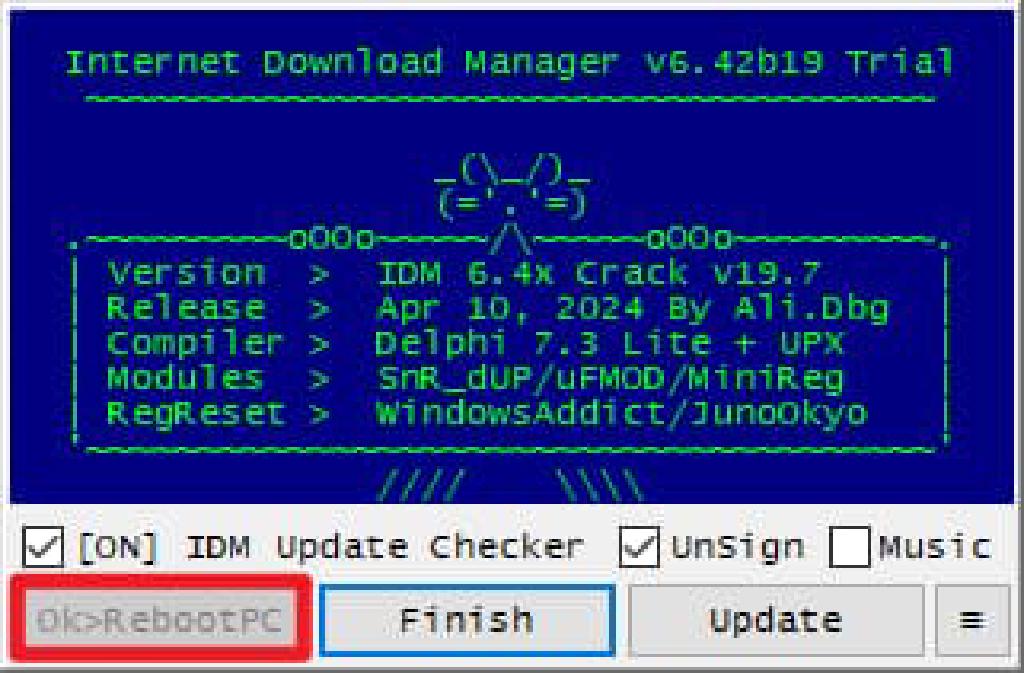 Internet Download Manager v6.42b19 Trial
_(\_/)_
(='.'=)
.~~~~~~~~~oOOo~~~~~/^\~~~~~oOOo~~~~~~~~~.
Version > IDM 6.4x Crack v19.7
Release > Apr 10, 2024 By Ali.Dbg
Compiler > Delphi 7.3 Lite + UPX
Modules > SnR_dUP/uFMOD/MiniReg
RegReset > WindowsAddict/JunoOkyo
//// \\\\
[ON] IDM Update Checker UnSign Music
Ok>RebootPC Finish Update ≡